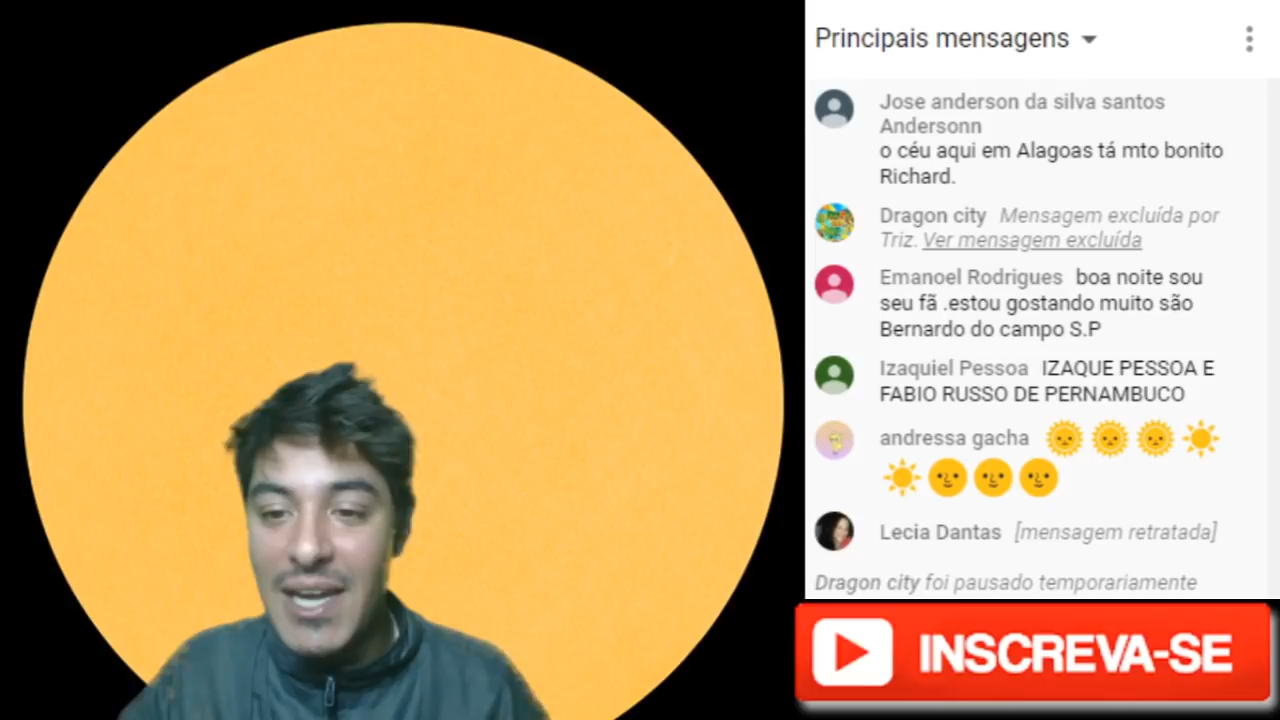 Principais mensagens
Jose anderson da silva santos
Andersonn
o céu aqui em Alagoas tá mto bonito
Richard.
Dragon city Mensagem excluída por
Triz. Ver mensagem excluída
Emanoel Rodrigues boa noite sou
seu fã .estou gostando muito são
Bernardo do campo S.P
Izaquiel Pessoa IZAQUE PESSOA E
FABIO RUSSO DE PERNAMBUCO
andressa gacha 🌞🌞🌞☀️
☀️🌝🌝🌝
Lecia Dantas [mensagem retratada]
Dragon city foi pausado temporariamente
INSCREVA-SE